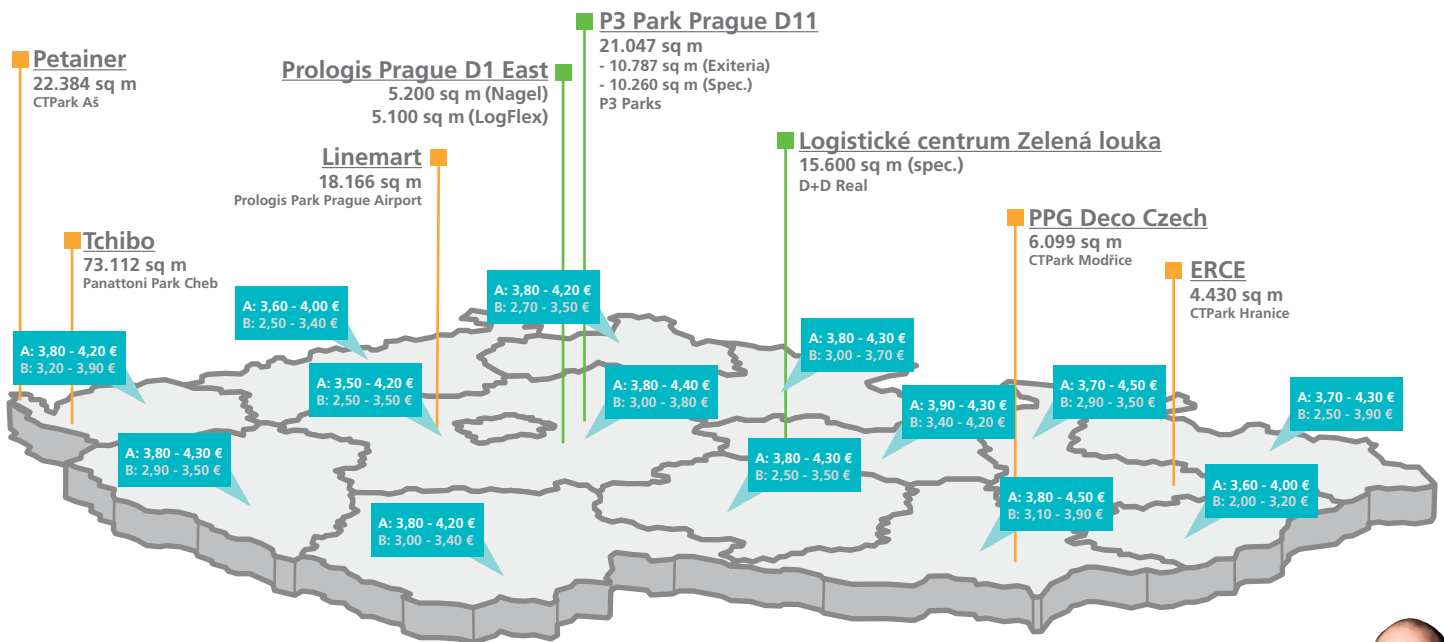 Petainer
22.384 sq m
CTPark Aš
Tchibo
73.112 sq m
Panattoni Park Cheb
Prologis Prague D1 East
5.200 sq m (Nagel)
5.100 sq m (LogFlex)
Linemart
18.166 sq m
Prologis Park Prague Airport
P3 Park Prague D11
21.047 sq m
- 10.787 sq m (Exiteria)
- 10.260 sq m (Spec.)
P3 Parks
Logistické centrum Zelená louka
15.600 sq m (spec.)
D+D Real
PPG Deco Czech
6.099 sq m
CTPark Modřice
ERCE
4.430 sq m
CTPark Hranice
A: 3,80 - 4,20 €
B: 3,20 - 3,90 €
A: 3,60 - 4,00 €
B: 2,50 - 3,40 €
A: 3,80 - 4,20 €
B: 2,70 - 3,50 €
A: 3,50 - 4,20 €
B: 2,50 - 3,50 €
A: 3,80 - 4,40 €
B: 3,00 - 3,80 €
A: 3,80 - 4,30 €
B: 3,00 - 3,70 €
A: 3,90 - 4,30 €
B: 3,40 - 4,20 €
A: 3,70 - 4,50 €
B: 2,90 - 3,50 €
A: 3,70 - 4,30 €
B: 2,50 - 3,90 €
A: 3,80 - 4,30 €
B: 2,90 - 3,50 €
A: 3,80 - 4,20 €
B: 3,00 - 3,40 €
A: 3,80 - 4,30 €
B: 2,50 - 3,50 €
A: 3,80 - 4,50 €
B: 3,10 - 3,90 €
A: 3,60 - 4,00 €
B: 2,00 - 3,20 €